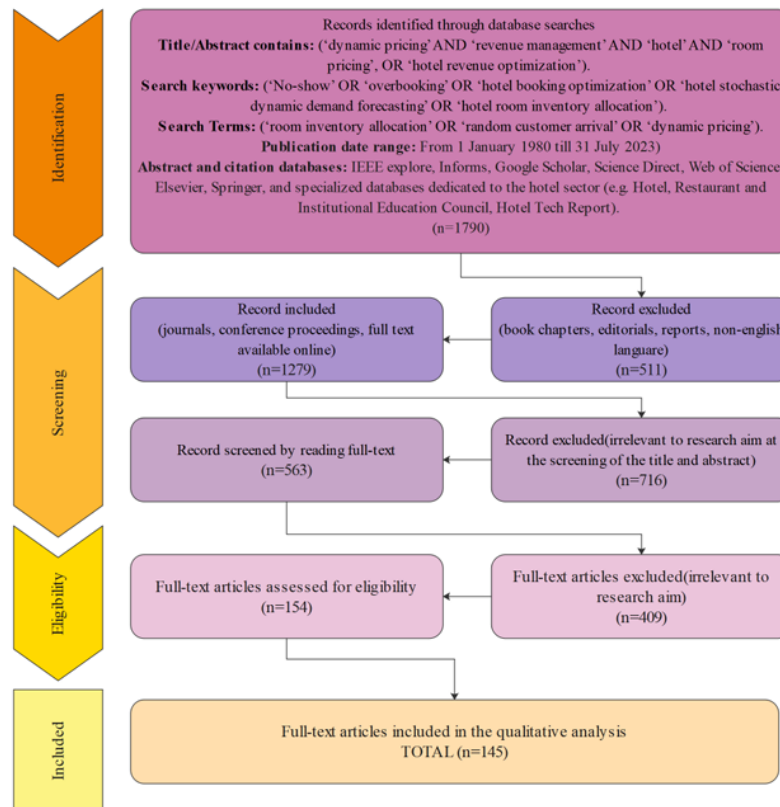 Identification
Records identified through database searches
Title/Abstract contains: (‘dynamic pricing’ AND ‘revenue management’ AND ‘hotel’ AND ‘room
pricing’, OR ‘hotel revenue optimization’).
Search keywords: (‘No-show’ OR ‘overbooking’ OR ‘hotel booking optimization’ OR ‘hotel stochastic
dynamic demand forecasting’ OR ‘hotel room inventory allocation’).
Search Terms: (‘room inventory allocation’ OR ‘random customer arrival’ OR ‘dynamic pricing’).
Publication date range: From 1 January 1980 till 31 July 2023)
Abstract and citation databases: IEEE explore, Informs, Google Scholar, Science Direct, Web of Science
Elsevier, Springer, and specialized databases dedicated to the hotel sector (e.g. Hotel, Restaurant and
Institutional Education Council, Hotel Tech Report).
(n=1790)
Screening
Record included
(journals, conference proceedings, full text
available online)
(n=1279)
Record excluded
(book chapters, editorials, reports, non-english
languare)
(n=511)
Record screened by reading full-text
(n=563)
Record excluded(irrelevant to research aim at
the screening of the title and abstract)
(n=716)
Eligibility
Full-text articles assessed for eligibility
(n=154)
Full-text articles excluded(irrelevant to
research aim)
(n=409)
Included
Full-text articles included in the qualitative analysis
TOTAL (n=145)